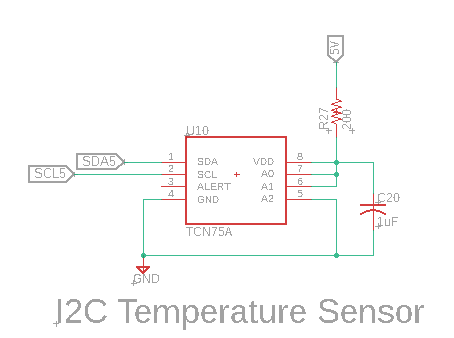 5V
R27
200
U10
SDA5
SCL5
1 SDA VDD 8
2 SCL A0 7
3 ALERT A1 6
4 GND A2 5
TCN75A
C20
1uF
GND
I2C Temperature Sensor